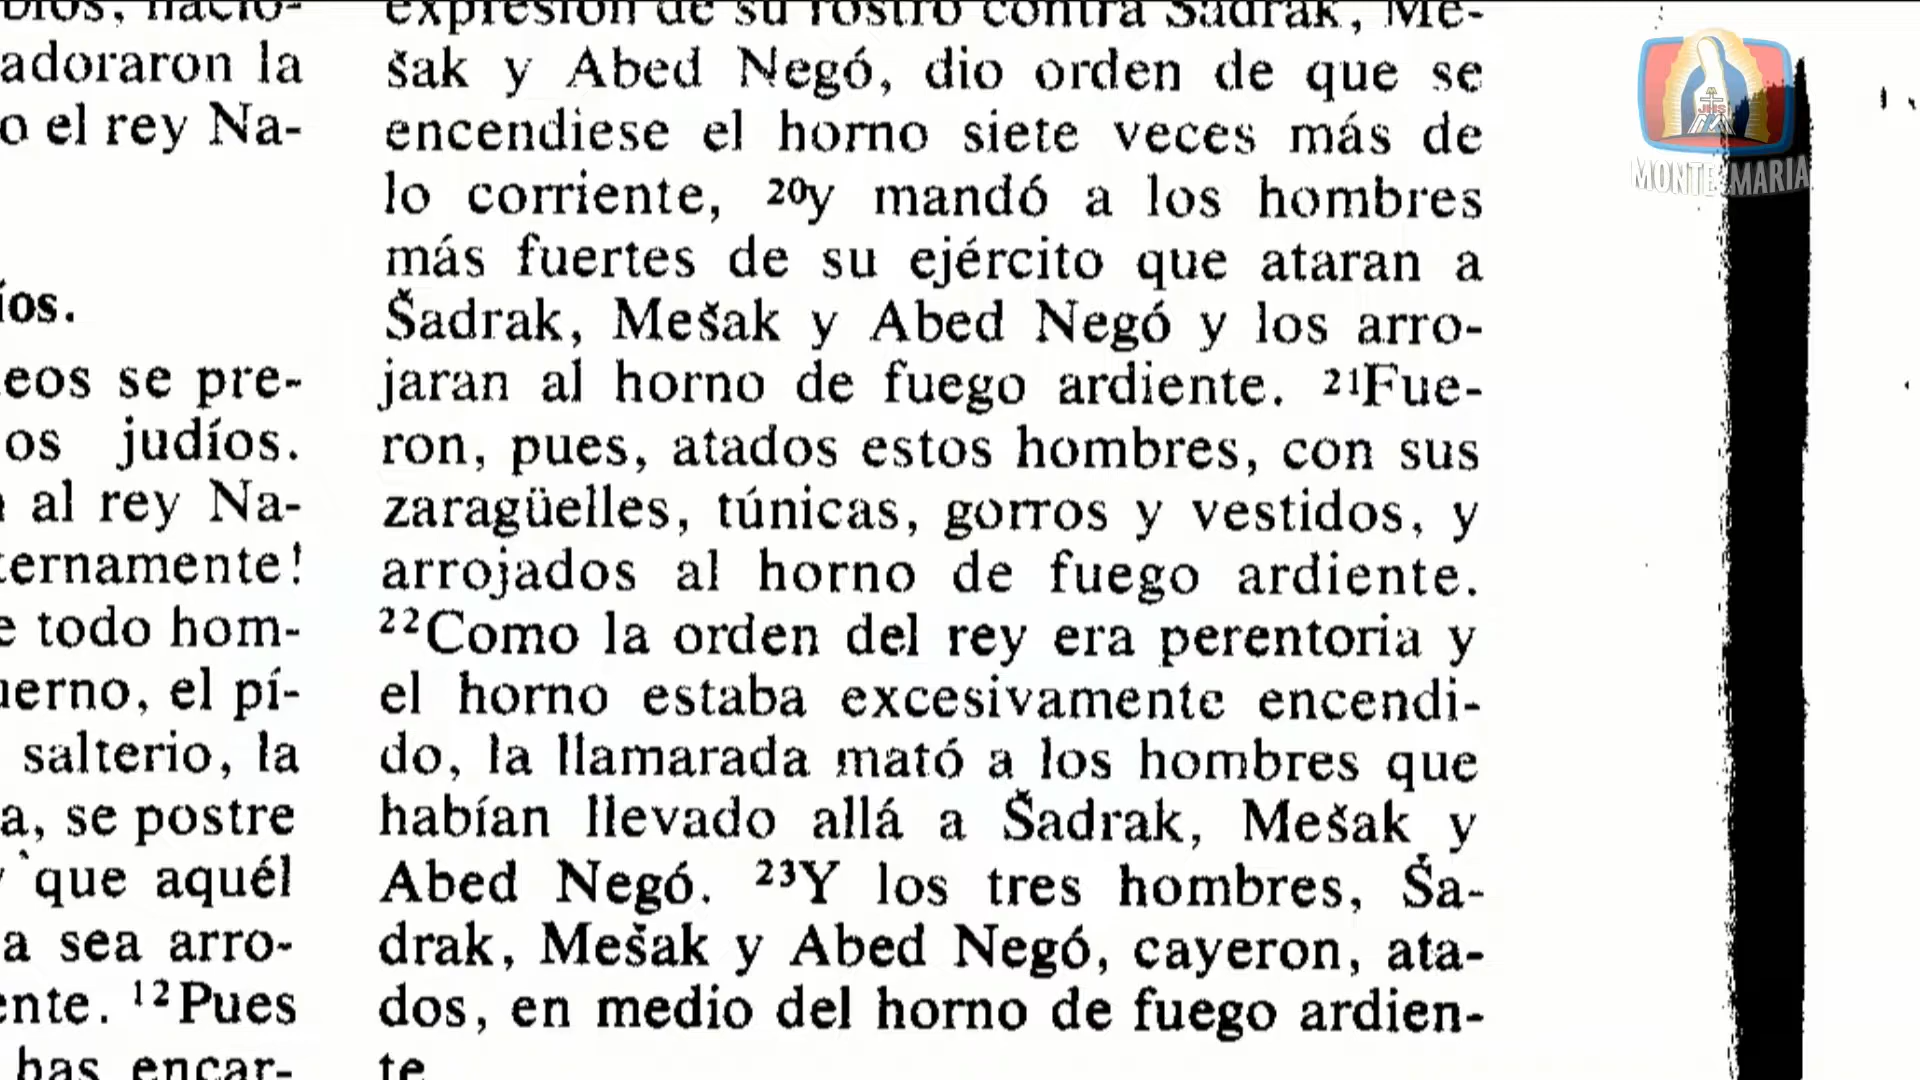 Dios, nacio-
adoraron la
o el rey Na-
íos.
eos se pre-
os judíos.
al rey Na-
ternamente!
e todo hom-
uerno, el pí-
salterio, la
a, se postre
y que aquél
a sea arro-
ente. 12Pues
has encar-
expresión de su rostro contra Šadrak, Me-
šak y Abed Negó, dio orden de que se
encendiese el horno siete veces más de
lo corriente, 20y mandó a los hombres
más fuertes de su ejército que ataran a
Šadrak, Mešak y Abed Negó y los arro-
jaran al horno de fuego ardiente. 21Fue-
ron, pues, atados estos hombres, con sus
zaragüelles, túnicas, gorros y vestidos, y
arrojados al horno de fuego ardiente.
22Como la orden del rey era perentoria y
el horno estaba excesivamente encendi-
do, la llamarada mató a los hombres que
habían llevado allá a Šadrak, Mešak y
Abed Negó. 23Y los tres hombres, Ša-
drak, Mešak y Abed Negó, cayeron, ata-
dos, en medio del horno de fuego ardien-
te
JHS
MONTE MARIA